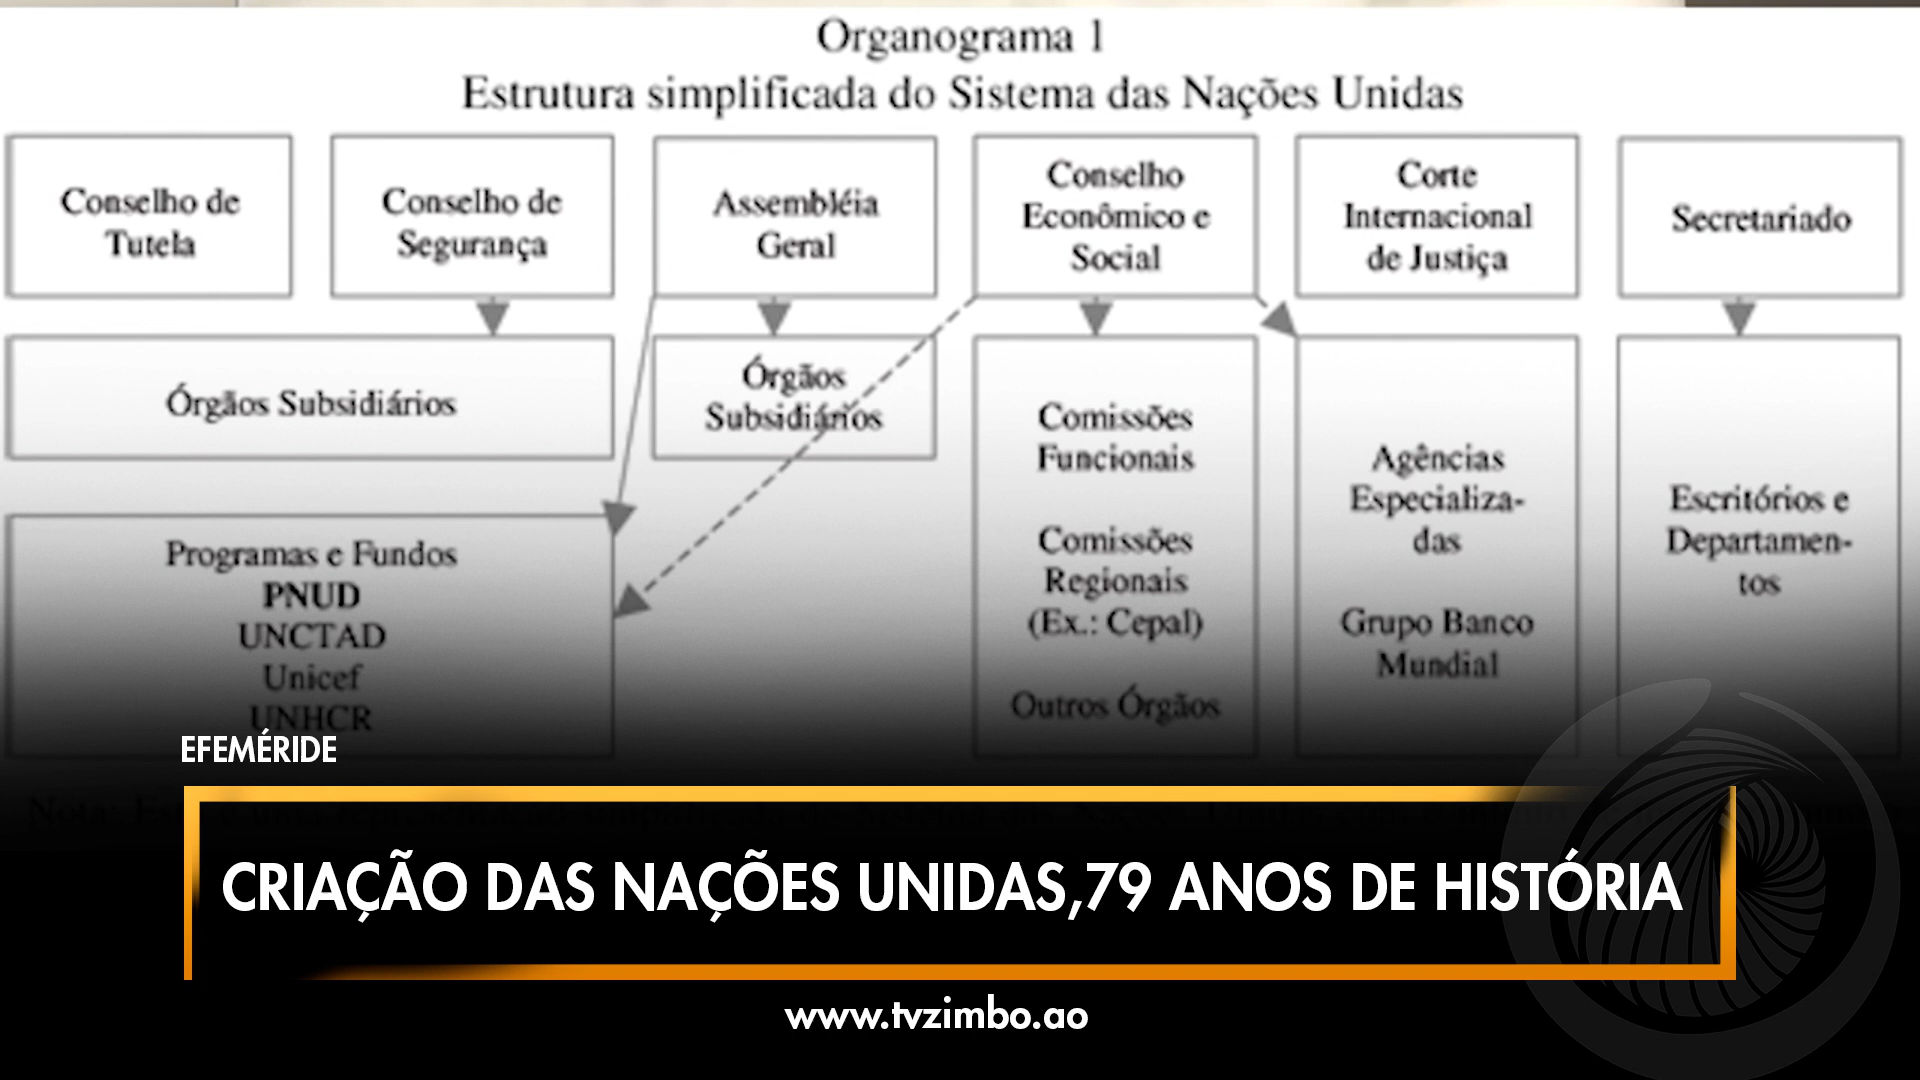 Organograma 1
Estrutura simplificada do Sistema das Nações Unidas
Conselho de
Tutela
Conselho de
Segurança
Assembléia
Geral
Conselho
Econômico e
Social
Corte
Internacional
de Justiça
Secretariado
Órgãos Subsidiários
Órgãos
Subsidiários
Comissões
Funcionais
Comissões
Regionais
(Ex.: Cepal)
Outros Órgãos
Agências
Especializa-
das
Grupo Banco
Mundial
Escritórios e
Departamen-
tos
Programas e Fundos
PNUD
UNCTAD
Unicef
UNHCR
Nota:
EFEMÉRIDE
CRIAÇÃO DAS NAÇÕES UNIDAS,79 ANOS DE HISTÓRIA
www.tvzimbo.ao